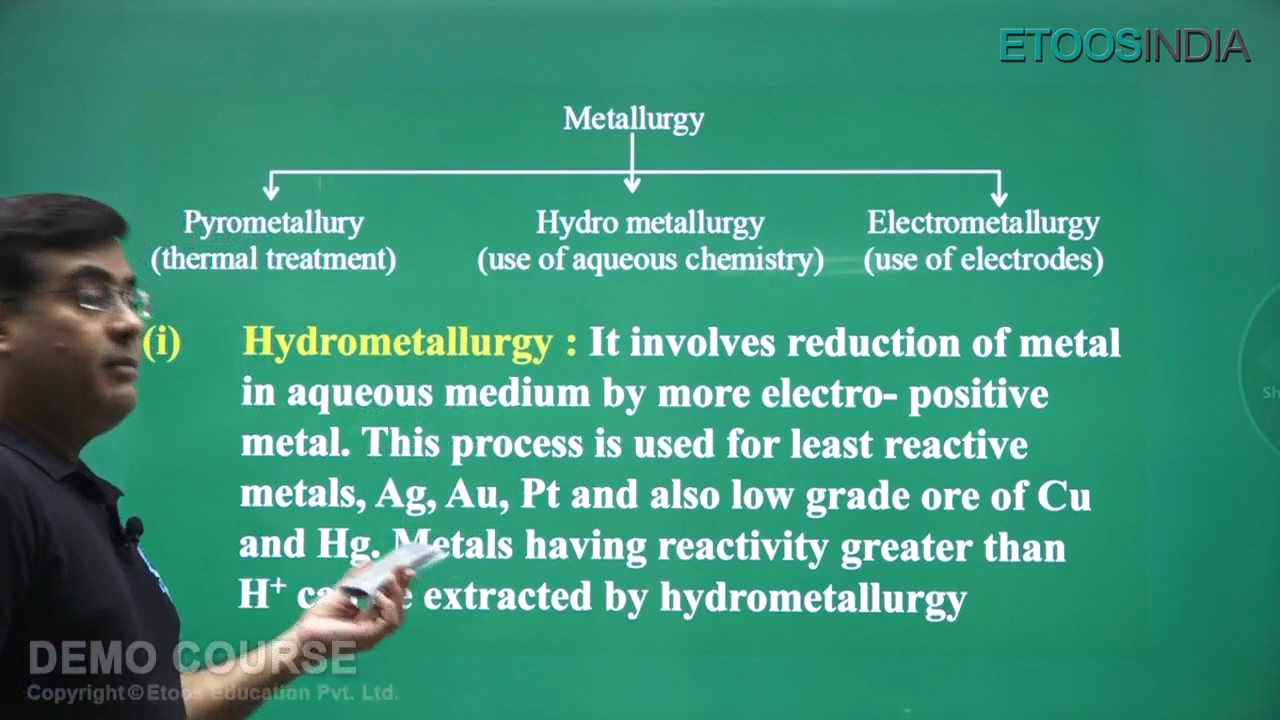 ETOOSINDIA
Metallurgy
Pyrometallury
Hydro metallurgy
Electrometallurgy
(thermal treatment)
(use of aqueous chemistry)
(use of electrodes)
(i) Hydrometallurgy : It involves reduction of metal
in aqueous medium by more electro- positive
metal. This process is used for least reactive
metals, Ag, Au, Pt and also low grade ore of Cu
and Hg. Metals having reactivity greater than
H⁺ extracted by hydrometallurgy
DEMO COURSE
Copyright©Etoos Education Pvt. Ltd.